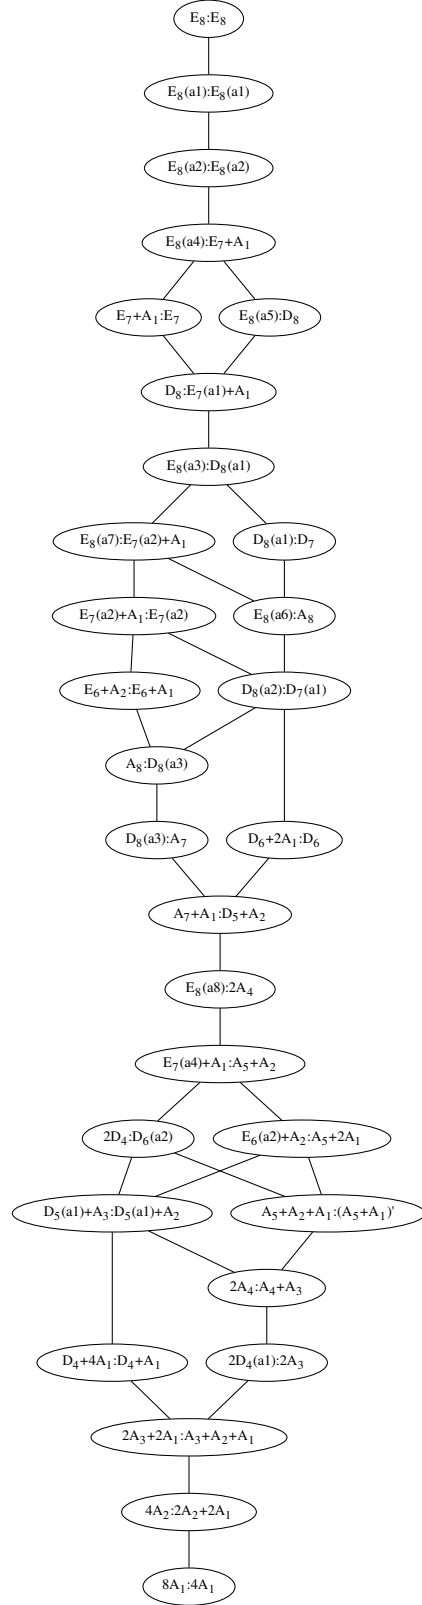 E₈:E₈
E₈(a1):E₈(a1)
E₈(a2):E₈(a2)
E₈(a4):E₇+A₁
E₇+A₁:E₇
E₈(a5):D₈
D₈:E₇(a1)+A₁
E₈(a3):D₈(a1)
E₈(a7):E₇(a2)+A₁
D₈(a1):D₇
E₇(a2)+A₁:E₇(a2)
E₈(a6):A₈
E₆+A₂:E₆+A₁
D₈(a2):D₇(a1)
A₈:D₈(a3)
D₈(a3):A₇
D₆+2A₁:D₆
A₇+A₁:D₅+A₂
E₈(a8):2A₄
E₇(a4)+A₁:A₅+A₂
2D₄:D₆(a2)
E₆(a2)+A₂:A₅+2A₁
D₅(a1)+A₃:D₅(a1)+A₂
A₅+A₂+A₁:(A₅+A₁)'
2A₄:A₄+A₃
D₄+4A₁:D₄+A₁
2D₄(a1):2A₃
2A₃+2A₁:A₃+A₂+A₁
4A₂:2A₂+2A₁
8A₁:4A₁